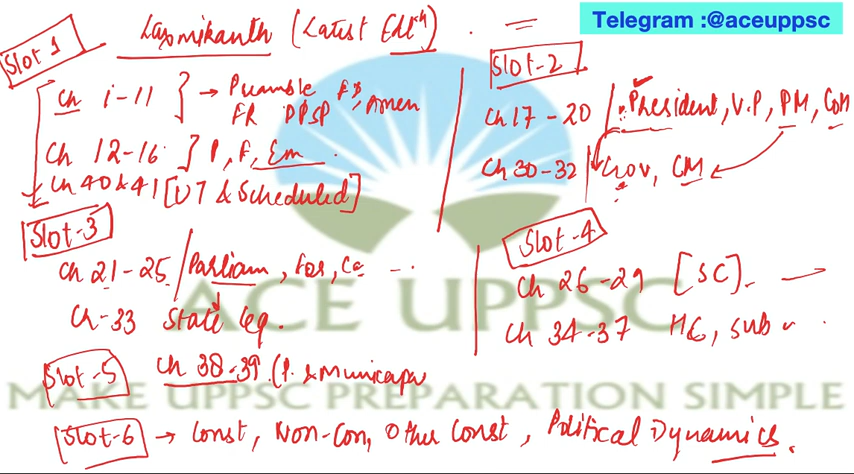 Telegram :@aceuppsc
Laxmikanth (Latest Edtn)
Slot 1
Ch 1-11 } → Preamble
FR DPSP FD, Amen
Ch 12-16 } P, F, Em
Ch 40 & 41 [UT & Scheduled]
Slot-2
Ch 17-20 President, V.P, PM, CoM
Ch 30-32 Gov, CM
Slot-3
Ch 21-25 / Parliam, For, Co
Ch-33 State leg.
Slot-4
Ch 26-29 [SC]
Ch 34-37 HC, Sub
Slot-5 Ch 38-39 (P. & Municapa
Slot-6 → Const, Non-Con, Other Const, Political Dynamics.
ACE UPPSC
MAKE UPPSC PREPARATION SIMPLE